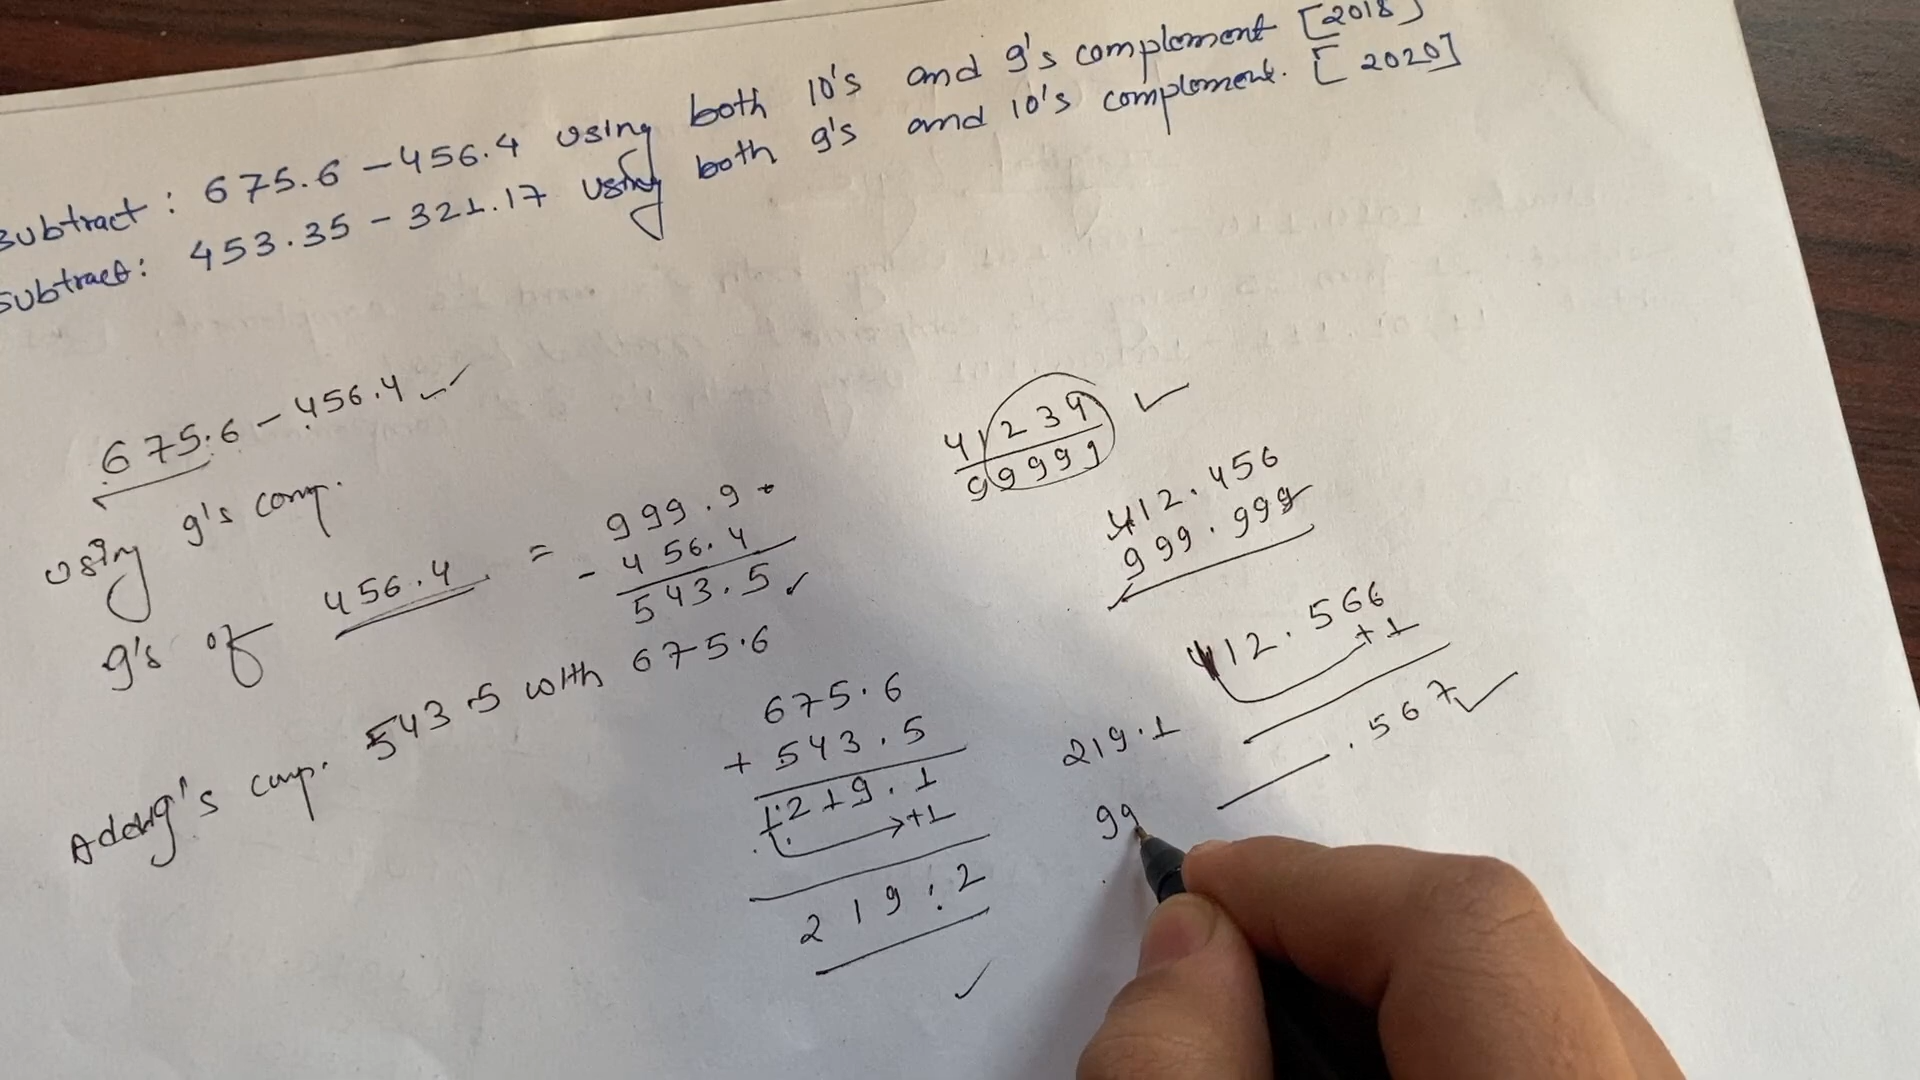 Subtract : 675.6 - 456.4 using both 10's and 9's complement [2018]
Subtract : 453.35 - 321.17 using both 9's and 10's complement. [2020]
675.6 - 456.4
using 9's comp.
9's of 456.4 =
999.9
- 456.4
543.5
Adding 9's comp. 543.5 with 675.6
675.6
+ 543.5
1219.1
+1
219.2
41239
99999
412.456
999.999
412.566
+1
.567
219.1
99